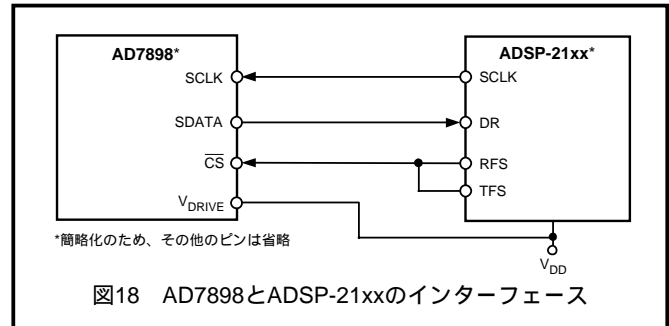 AD7898* ADSP-21xx*
SCLK SCLK
SDATA DR
CS RFS
TFS
VDRIVE
*簡略化のため、その他のピンは省略
VDD
図18 AD7898とADSP-21xxのインターフェース